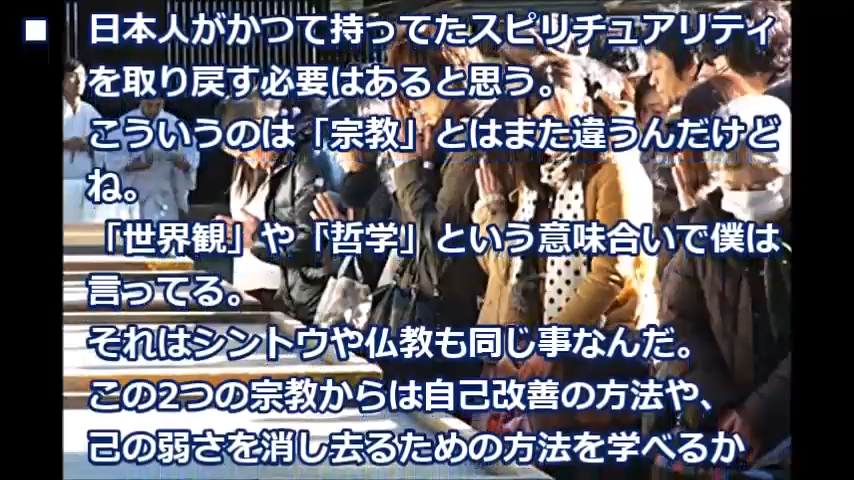 ■ 日本人がかつて持ってたスピリチュアリティ
を取り戻す必要はあると思う。
こういうのは「宗教」とはまた違うんだけど
ね。
「世界観」や「哲学」という意味合いで僕は
言ってる。
それはシントウや仏教も同じ事なんだ。
この2つの宗教からは自己改善の方法や、
己の弱さを消し去るための方法を学べるか